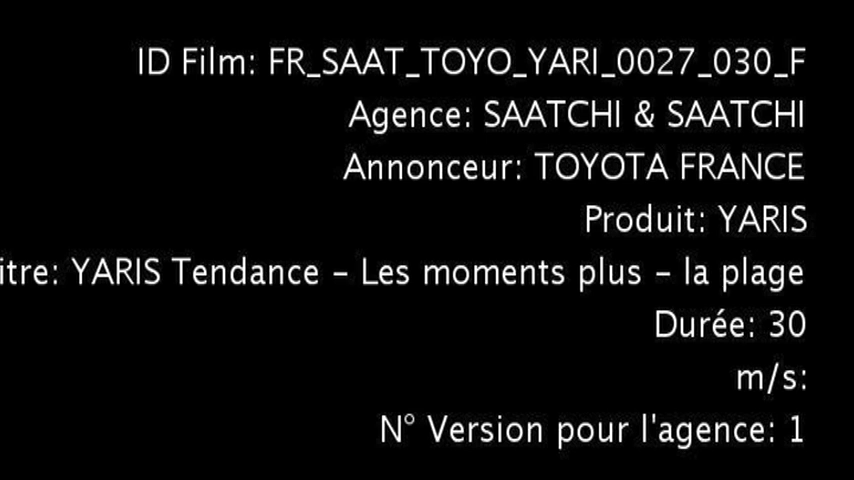 ID Film: FR_SAAT_TOYO_YARI_0027_030_F
Agence: SAATCHI & SAATCHI
Annonceur: TOYOTA FRANCE
Produit: YARIS
itre: YARIS Tendance – Les moments plus – la plage
Durée: 30
m/s:
N° Version pour l'agence: 1